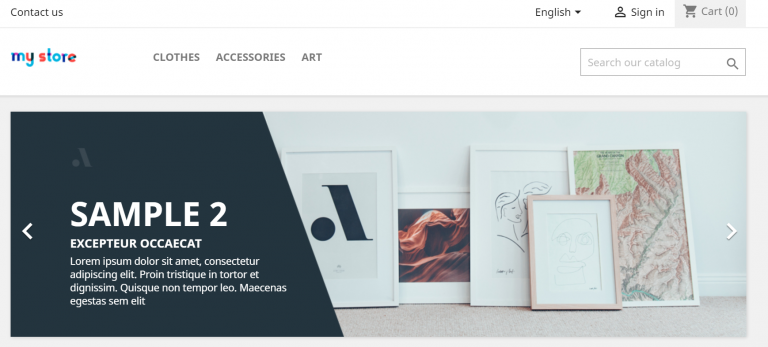 Contact us
English
Sign in
Cart (0)
my store
CLOTHES
ACCESSORIES
ART
Search our catalog
SAMPLE 2
EXCEPTEUR OCCAECAT
Lorem ipsum dolor sit amet, consectetur
adipiscing elit. Proin tristique in tortor et
dignissim. Quisque non tempor leo. Maecenas
egestas sem elit